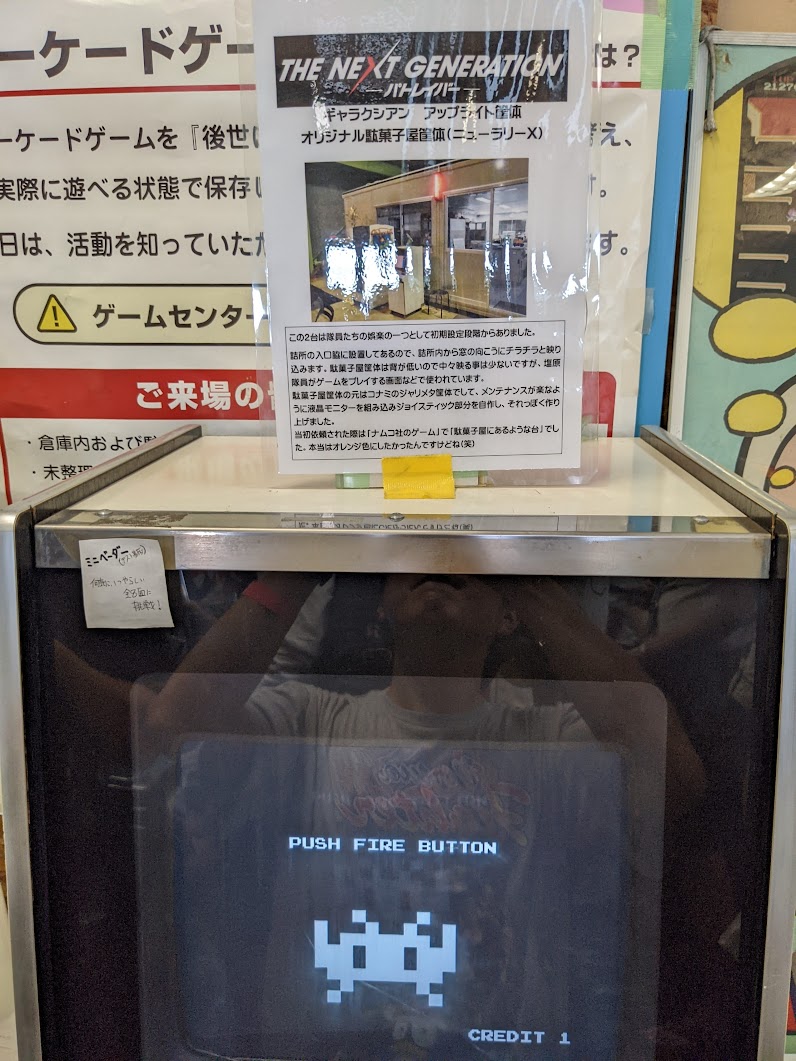 ーケードゲー
は?
ーケードゲームを『後世に
考え、
実際に遊べる状態で保存し
す。
日は、活動を知っていただ
ます。
ゲームセンター
ご来場の
・倉庫内および
・未整理
THE NEXT GENERATION
パトレイバー
ギャラクシアン アップライト筐体
オリジナル駄菓子屋筐体(ニューラリーX)
この2台は隊員たちの娯楽の一つとして初期設定段階からありました。
詰所の入口脇に設置してあるので、詰所内から窓の向こうにチラチラと映り
込みます。駄菓子屋筐体は背が低いので中々映る事は少ないですが、塩原
隊員がゲームをプレイする画面などで使われています。
駄菓子屋筐体の元はコナミのジャリメタ筐体でして、メンテナンスが楽な
ように液晶モニターを組み込みジョイスティック部分を自作し、それっぽく作り
上げました。
当初依頼された際は「ナムコ社のゲーム」で「駄菓子屋にあるような台」でし
た。本当はオレンジ色にしたかったんですけどね(笑)
ミニベーダー
全8面に
挑戦!
PUSH FIRE BUTTON
CREDIT 1